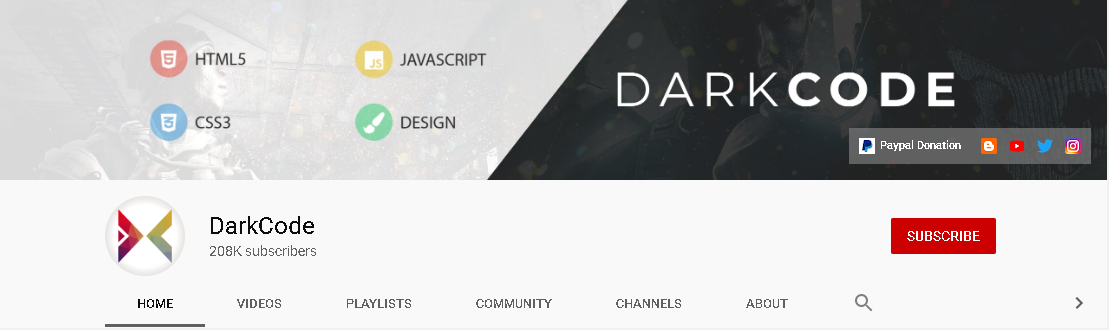 HTML5 JAVASCRIPT
DARKCODE
CSS3 DESIGN
Paypal Donation
DarkCode
208K subscribers
SUBSCRIBE
HOME VIDEOS PLAYLISTS COMMUNITY CHANNELS ABOUT